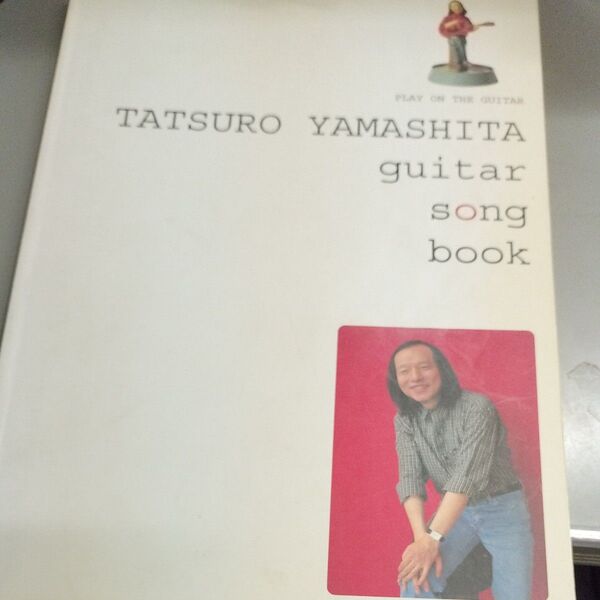 PLAY ON THE GUITAR
TATSURO YAMASHITA
guitar
song
book